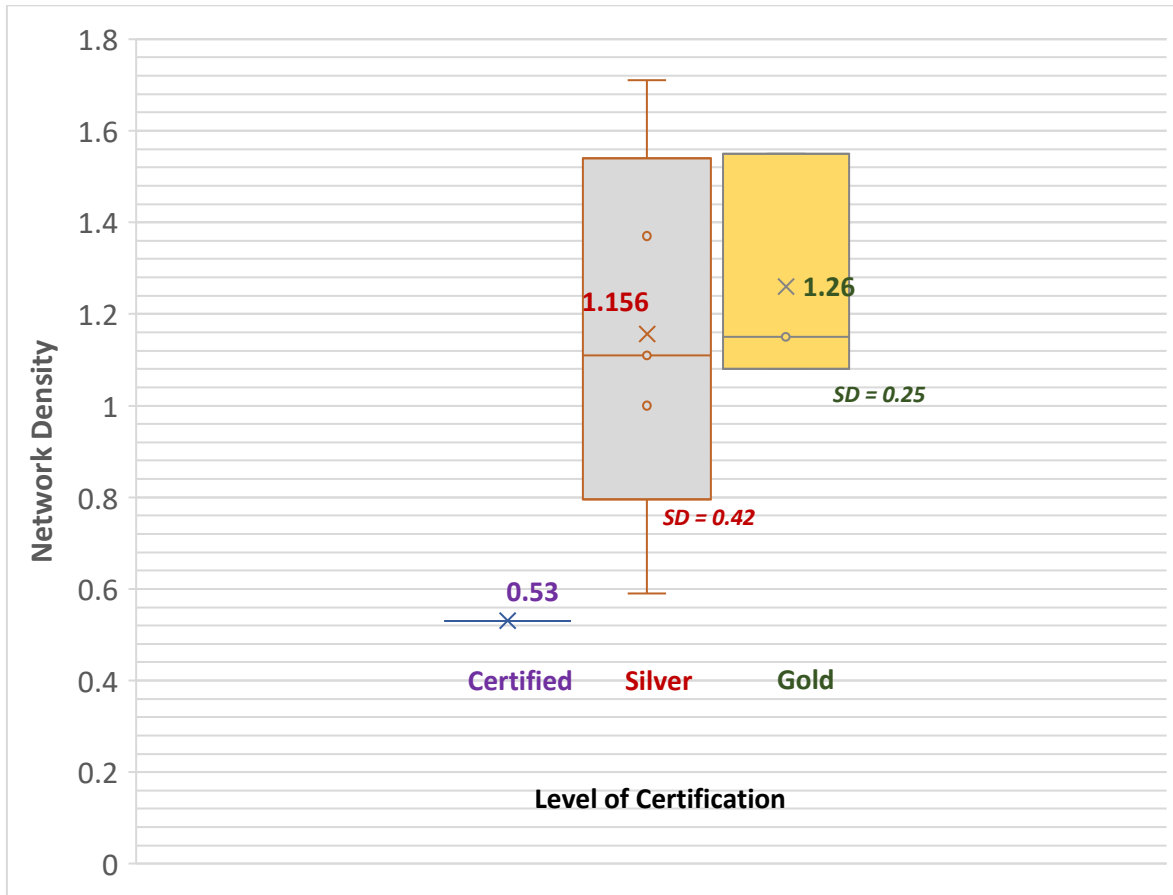 1.8
1.6
1.4
1.2
1
0.8
0.6
0.4
0.2
0
Network Density
1.156
1.26
SD = 0.25
SD = 0.42
0.53
Certified
Silver
Gold
Level of Certification